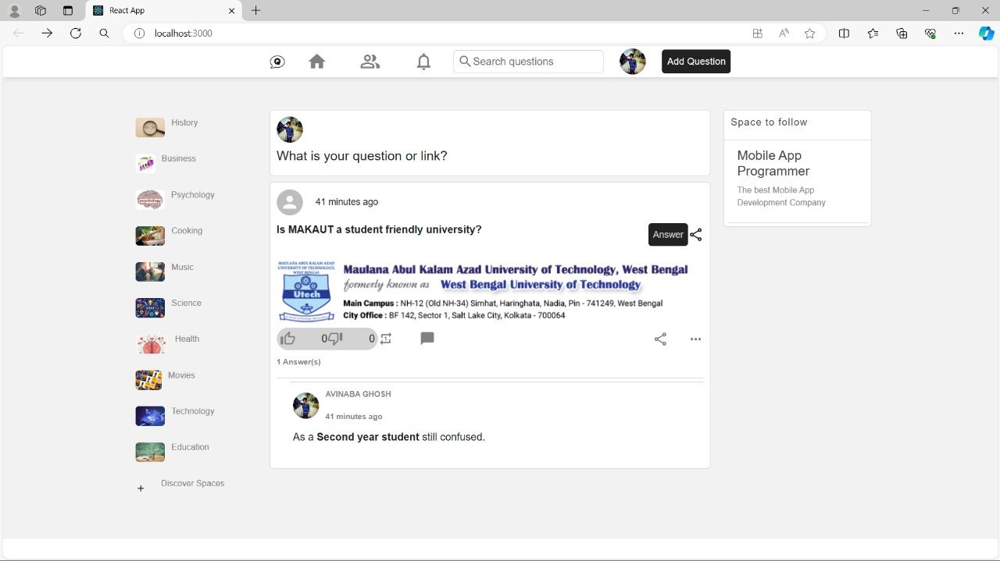 React App
localhost:3000
Search questions
Add Question
History
Business
Psychology
psychology
Cooking
Music
Science
Health
Movies
Technology
Education
+ Discover Spaces
What is your question or link?
41 minutes ago
Is MAKAUT a student friendly university?
Answer
MAULANA ABUL KALAM AZAD
UNIVERSITY OF TECHNOLOGY,
WEST BENGAL
Utech
Maulana Abul Kalam Azad University of Technology, West Bengal
formerly known as West Bengal University of Technology
Main Campus : NH-12 (Old NH-34) Simhat, Haringhata, Nadia, Pin - 741249, West Bengal
City Office : BF 142, Sector 1, Salt Lake City, Kolkata - 700064
0 0
1 Answer(s)
AVINABA GHOSH
41 minutes ago
As a Second year student still confused.
Space to follow
Mobile App
Programmer
The best Mobile App
Development Company